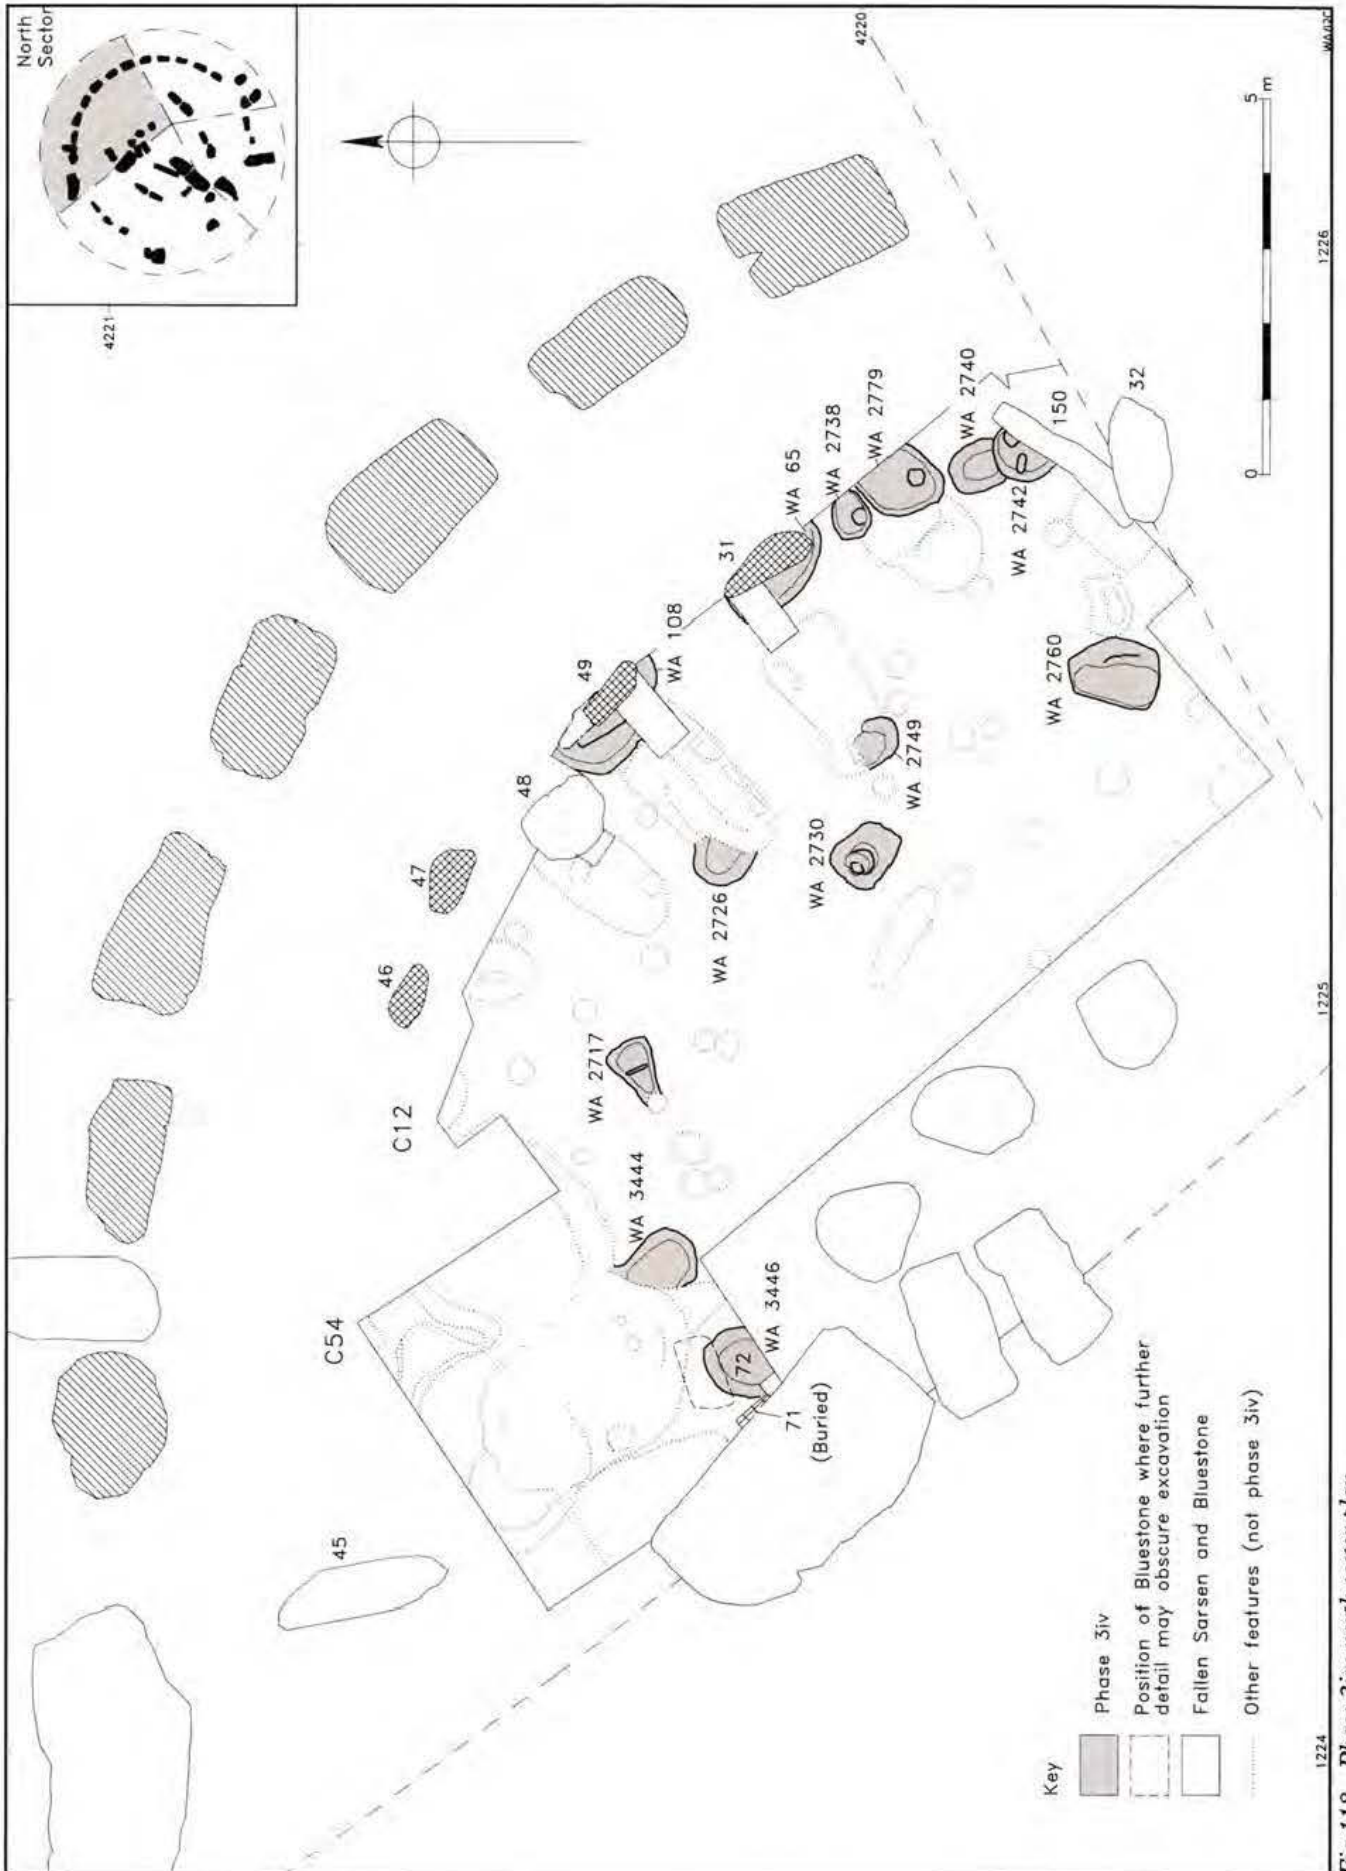 North
Sector
4221
4220
1226
1225
1224
5
m
0
C54
C12
45
46
47
48
49
31
WA 108
WA 65
WA 2738
WA 2779
WA 2740
150
32
WA 2742
WA 2760
WA 2749
WA 2730
WA 2726
WA 2717
WA 3444
WA 3446
72
71
(Buried)
Key
Phase 3iv
Position of Bluestone where further
detail may obscure excavation
Fallen Sarsen and Bluestone
Other features (not phase 3iv)